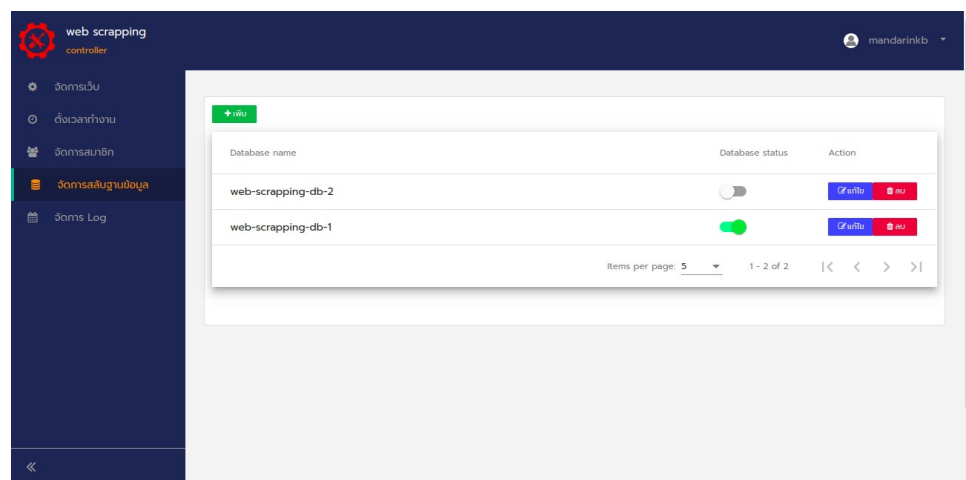 web scrapping
controller
mandarinkb
จัดการเว็บ
ตั้งเวลาทำงาน
จัดการสมาชิก
จัดการสลับฐานข้อมูล
จัดการ Log
+เพิ่ม
Database name Database status Action
web-scrapping-db-2 แก้ไข ลบ
web-scrapping-db-1 แก้ไข ลบ
Items per page: 5 1 - 2 of 2